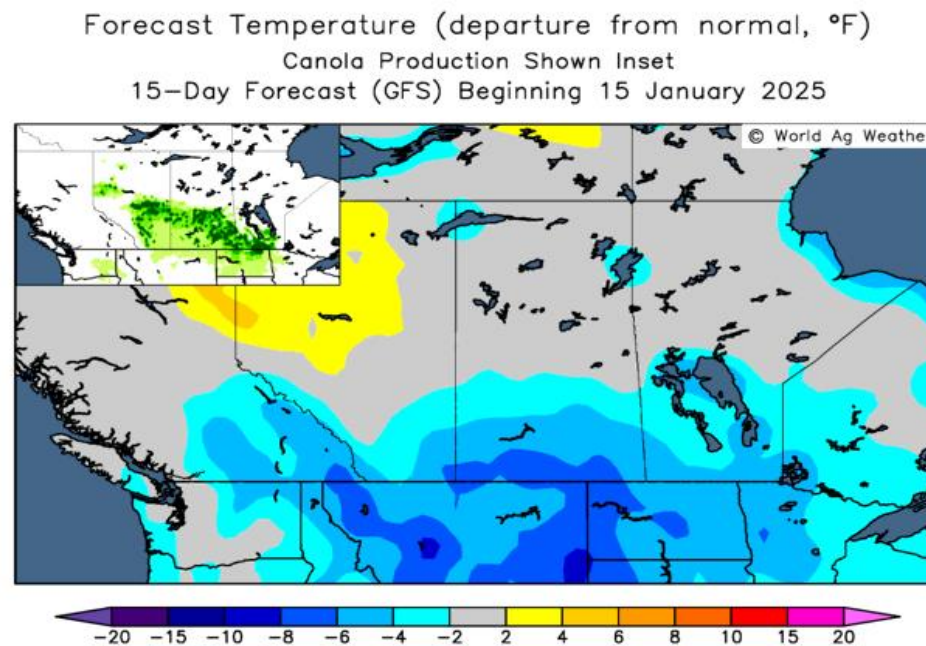 Forecast Temperature (departure from normal, °F)
Canola Production Shown Inset
15-Day Forecast (GFS) Beginning 15 January 2025
© World Ag Weathe
-20 -15 -10 -8 -6 -4 -2 2 4 6 8 10 15 20